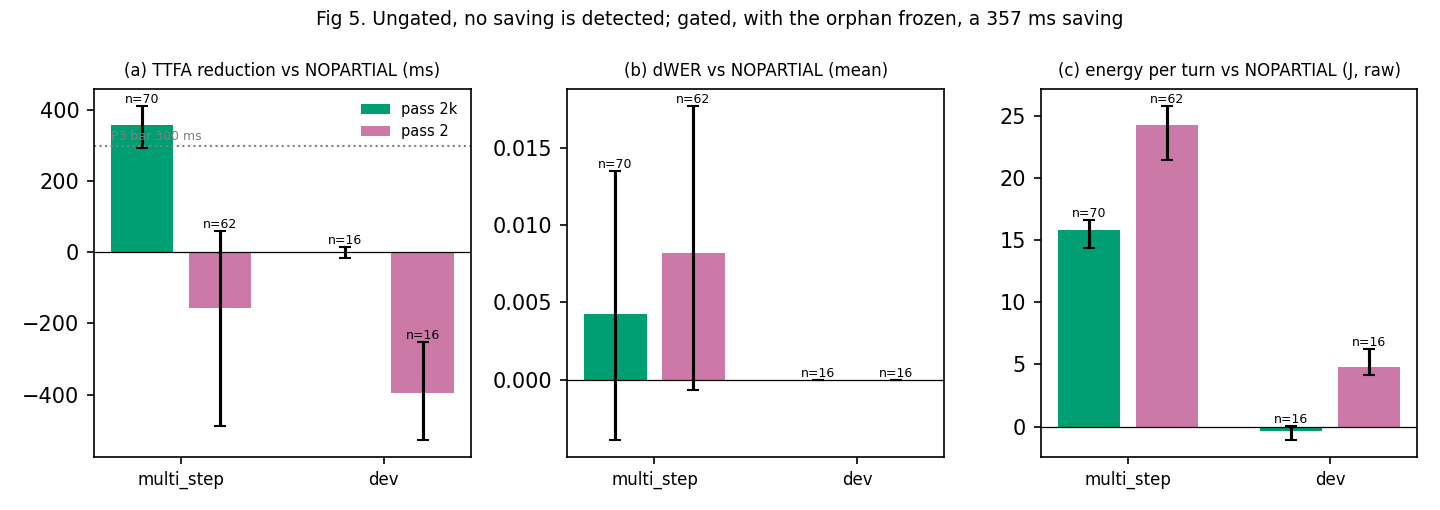 Fig 5. Ungated, no saving is detected; gated, with the orphan frozen, a 357 ms saving
(a) TTFA reduction vs NOPARTIAL (ms)
400
200
0
−200
−400
n=70
P3 bar 300 ms
n=62
n=16
n=16
pass 2k
pass 2
multi_step
dev
(b) dWER vs NOPARTIAL (mean)
0.015
0.010
0.005
0.000
n=70
n=62
n=16
n=16
multi_step
dev
(c) energy per turn vs NOPARTIAL (J, raw)
25
20
15
10
5
0
n=70
n=62
n=16
n=16
multi_step
dev